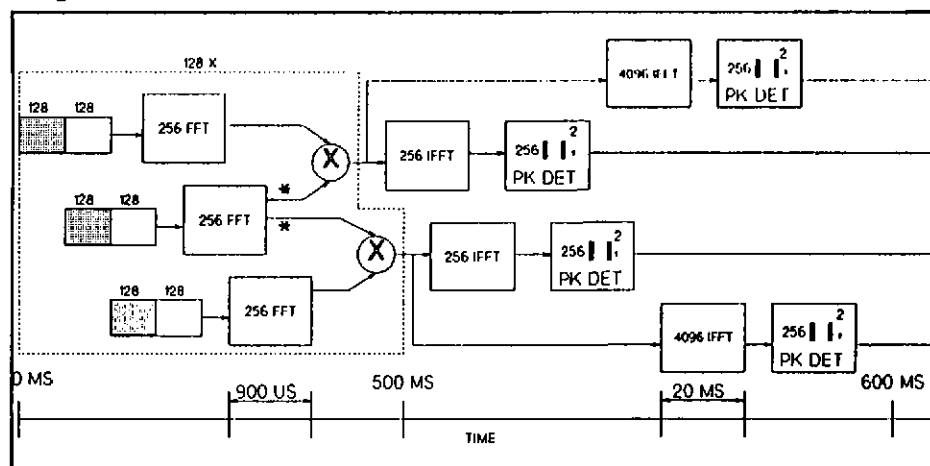 128 X
4096 IFFT
256 | |²,
PK DET
128 128
256 FFT
X
256 IFFT
256 | |²,
PK DET
*
128 128
256 FFT
*
X
256 IFFT
256 | |²,
PK DET
128 128
256 FFT
4096 IFFT
256 | |²,
PK DET
0 MS
900 US
500 MS
20 MS
600 MS
TIME